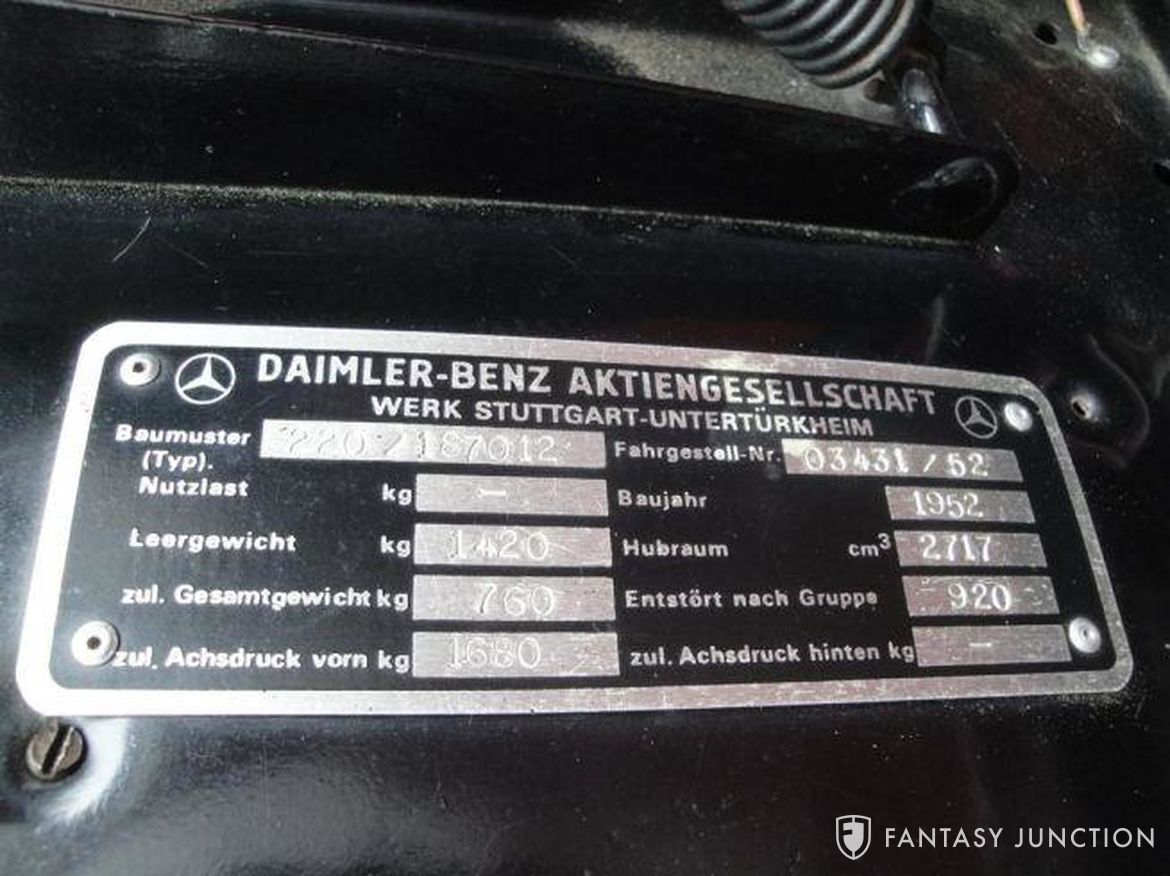 DAIMLER-BENZ AKTIENGESELLSCHAFT
WERK STUTTGART-UNTERTÜRKHEIM
Baumuster (Typ). 220 / 187012 Fahrgestell-Nr. 03431 / 52
Nutzlast kg — Baujahr 1952
Leergewicht kg 1420 Hubraum cm³ 2717
zul. Gesamtgewicht kg 760 Entstört nach Gruppe 920
zul. Achsdruck vorn kg 1680 zul. Achsdruck hinten kg —
FANTASY JUNCTION